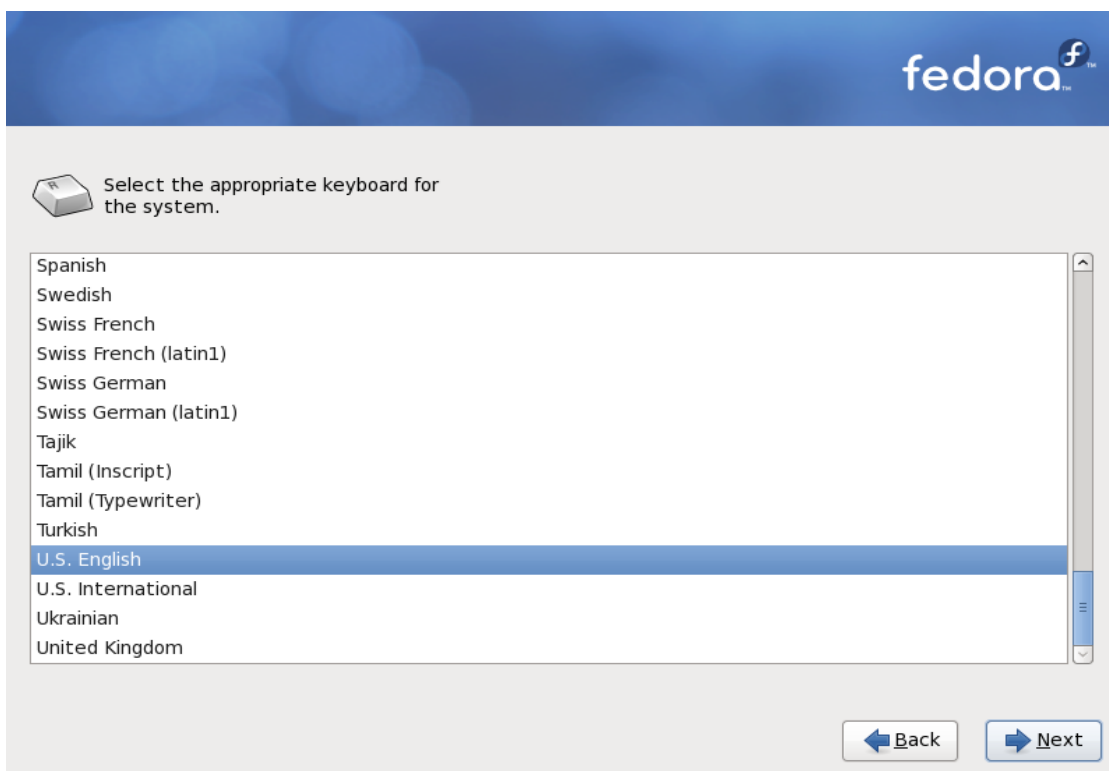 fedora
Select the appropriate keyboard for
the system.
Spanish
Swedish
Swiss French
Swiss French (latin1)
Swiss German
Swiss German (latin1)
Tajik
Tamil (Inscript)
Tamil (Typewriter)
Turkish
U.S. English
U.S. International
Ukrainian
United Kingdom
Back
Next